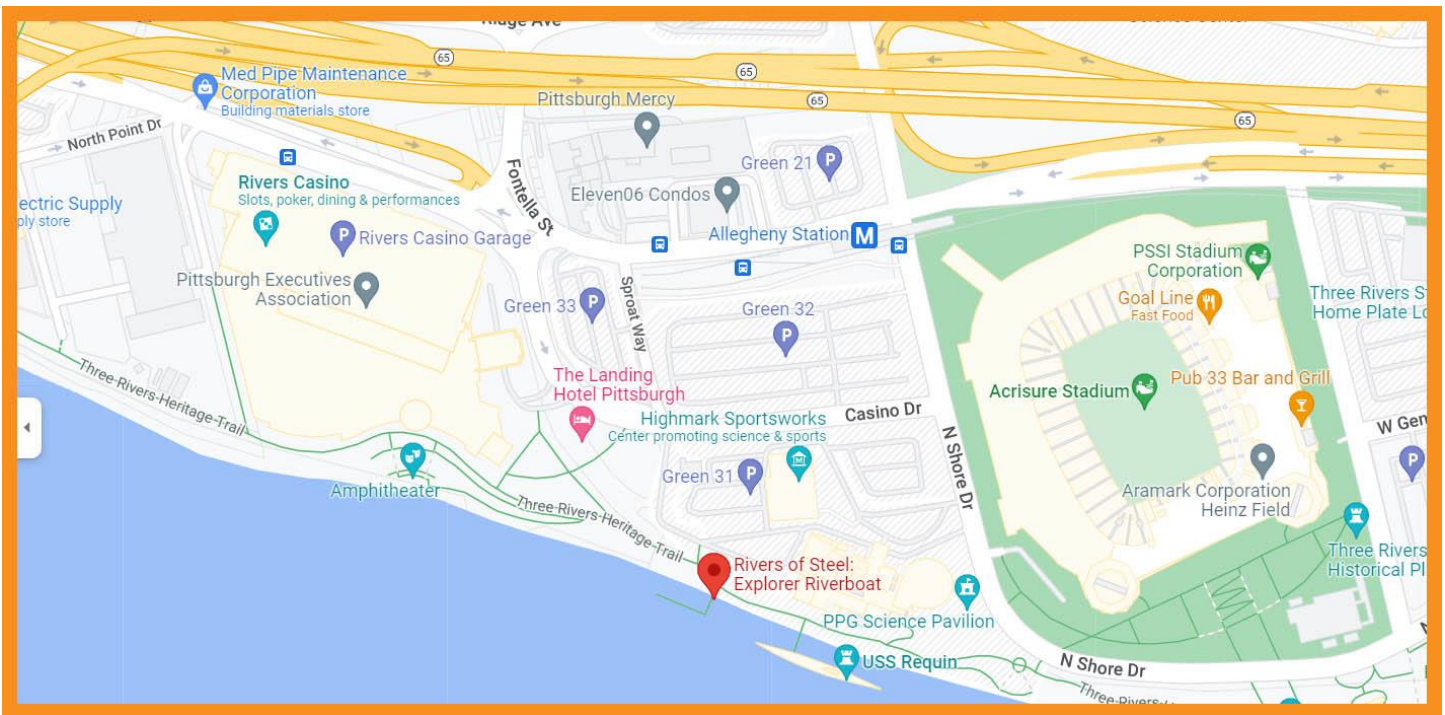 65
65
65
65
Med Pipe Maintenance
Corporation
Building materials store
Pittsburgh Mercy
North Point Dr
Green 21
P
Fontella St
Rivers Casino
Slots, poker, dining & performances
Eleven06 Condos
ectric Supply
ply store
P
Rivers Casino Garage
Allegheny Station
M
PSSI Stadium
Corporation
Pittsburgh Executives
Association
Sproat Way
Green 33
P
Green 32
P
Goal Line
Fast Food
Three Rivers S
Home Plate Lo
Three-Rivers-Heritage-Trail
The Landing
Hotel Pittsburgh
Acrisure Stadium
Pub 33 Bar and Grill
Highmark Sportsworks
Center promoting science & sports
Casino Dr
W Gen
N Shore Dr
P
Green 31
P
Amphitheater
Aramark Corporation
Heinz Field
Three-Rivers-Heritage-Trail
Three Rivers
Historical Pl
Rivers of Steel:
Explorer Riverboat
PPG Science Pavilion
USS Requin
N Shore Dr